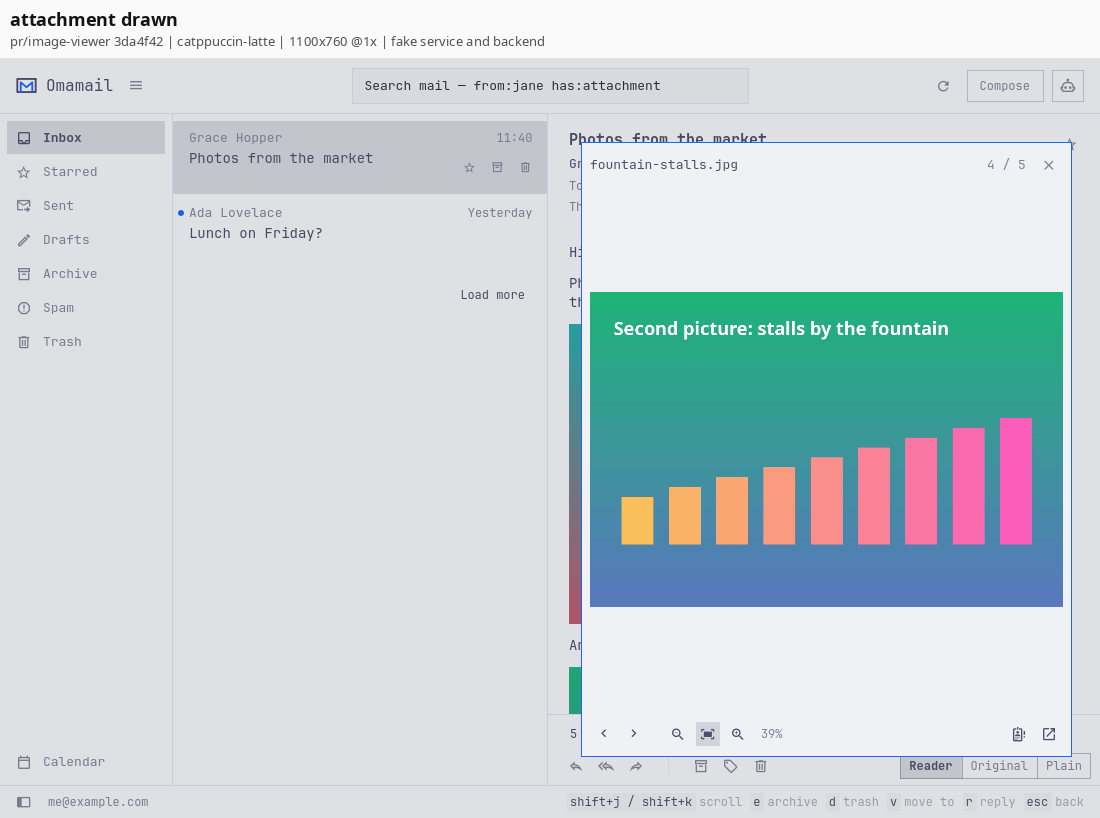 attachment drawn
pr/image-viewer 3da4f42 | catppuccin-latte | 1100x760 @1x | fake service and backend
Omamail
Search mail — from:jane has:attachment
Compose
Inbox
Starred
Sent
Drafts
Archive
Spam
Trash
Calendar
Grace Hopper 11:40
Photos from the market
Ada Lovelace Yesterday
Lunch on Friday?
Load more
Photos from the market
fountain-stalls.jpg 4 / 5
Second picture: stalls by the fountain
5
39%
Reader Original Plain
me@example.com
shift+j / shift+k scroll e archive d trash v move to r reply esc back